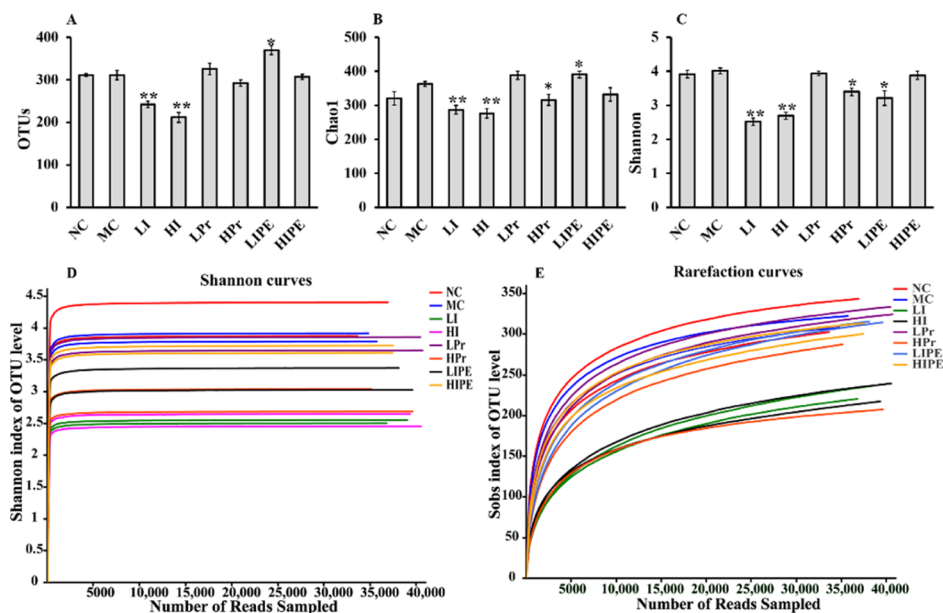 A
B
C
400
300
200
100
0
OTUs
**
**
*
NC
MC
LI
HI
LPr
HPr
LIPE
HIPE
500
400
300
200
100
0
Chao1
**
**
*
*
NC
MC
LI
HI
LPr
HPr
LIPE
HIPE
5
4
3
2
1
0
Shannon
**
**
*
*
NC
MC
LI
HI
LPr
HPr
LIPE
HIPE
D
Shannon curves
4.5
4
3.5
3
2.5
2
1.5
1
0.5
0
Shannon index of OTU level
NC
MC
LI
HI
LPr
HPr
LIPE
HIPE
5000
10,000
15,000
20,000
25,000
30,000
35,000
40,000
Number of Reads Sampled
E
Rarefaction curves
350
300
250
200
150
100
50
0
Sobs index of OTU level
NC
MC
LI
HI
LPr
HPr
LIPE
HIPE
5000
10,000
15,000
20,000
25,000
30,000
35,000
40,000
Number of Reads Sampled